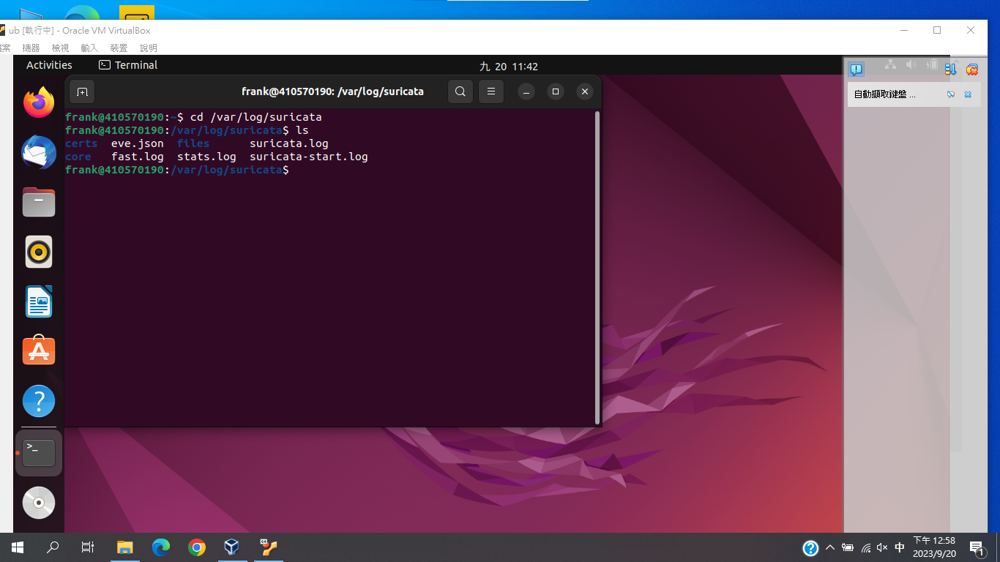 ub [執行中] - Oracle VM VirtualBox
檔案 機器 檢視 輸入 裝置 說明
Activities Terminal 九 20 11:42
frank@410570190: /var/log/suricata
自動擷取鍵盤 ...
frank@410570190:~$ cd /var/log/suricata
frank@410570190:/var/log/suricata$ ls
certs eve.json files suricata.log
core fast.log stats.log suricata-start.log
frank@410570190:/var/log/suricata$
>_
64
中
下午 12:58
2023/9/20
1